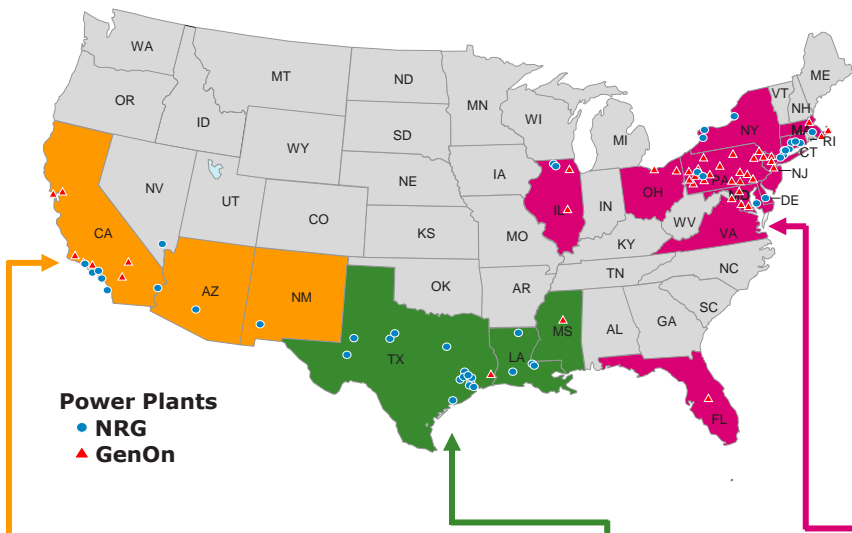 WA
MT
ND
MN
ME
VT
NH
OR
ID
SD
WI
MI
NY
MA
RI
CT
WY
IA
NE
PA
NJ
OH
NV
UT
IL
IN
MD
DE
CO
WV
VA
CA
KS
MO
KY
NC
TN
AZ
NM
OK
AR
SC
MS
AL
GA
TX
LA
FL
Power Plants
NRG
GenOn